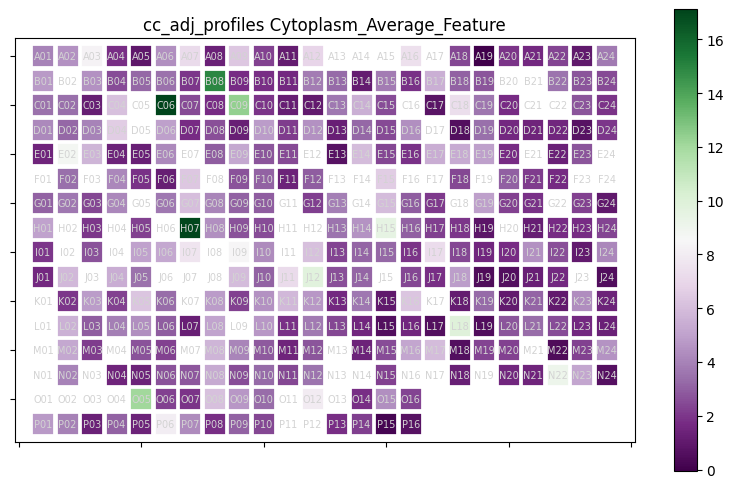 cc_adj_profiles Cytoplasm_Average_Feature
A01 A02 A03 A04 A05 A06 A07 A08 A10 A11 A12 A13 A14 A15 A16 A17 A18 A19 A20 A21 A22 A23 A24
B01 B02 B03 B04 B05 B06 B07 B08 B09 B10 B11 B12 B13 B14 B15 B16 B17 B18 B19 B20 B21 B22 B23 B24
C01 C02 C03 C05 C06 C07 C08 C09 C10 C11 C12 C13 C14 C15 C16 C17 C18 C19 C20 C21 C22 C23 C24
D01 D02 D03 D05 D06 D07 D08 D09 D10 D11 D12 D13 D14 D15 D16 D17 D18 D19 D20 D21 D22 D23 D24
E01 E02 E03 E04 E05 E06 E07 E08 E09 E10 E11 E12 E13 E14 E15 E16 E17 E18 E19 E20 E21 E22 E23 E24
F01 F02 F03 F04 F05 F06 F08 F09 F10 F11 F12 F13 F14 F16 F17 F18 F19 F20 F21 F22 F23 F24
G01 G02 G03 G04 G05 G06 G08 G09 G10 G11 G12 G13 G14 G15 G16 G17 G18 G19 G20 G21 G22 G23 G24
H01 H02 H03 H04 H05 H06 H07 H08 H09 H10 H11 H12 H13 H14 H15 H16 H17 H18 H19 H20 H21 H22 H23 H24
I01 I02 I03 I04 I05 I06 I07 I08 I09 I10 I11 I12 I13 I14 I15 I16 I17 I18 I19 I20 I21 I22 I23 I24
J01 J02 J03 J04 J05 J06 J07 J08 J09 J10 J11 J12 J13 J14 J15 J16 J17 J18 J19 J20 J21 J22 J23 J24
K01 K02 K03 K04 K06 K07 K08 K09 K10 K11 K12 K13 K14 K15 K17 K18 K19 K20 K21 K22 K23 K24
L01 L02 L03 L04 L05 L06 L07 L08 L09 L10 L11 L12 L13 L14 L15 L16 L17 L18 L19 L20 L21 L22 L23 L24
M01 M02 M03 M04 M05 M06 M07 M08 M09 M10 M11 M12 M13 M14 M15 M16 M17 M18 M19 M20 M21 M22 M23 M24
N01 N02 N03 N04 N05 N06 N07 N08 N09 N10 N11 N12 N13 N14 N15 N16 N17 N18 N19 N20 N21 N22 N23 N24
O01 O02 O03 O04 O05 O06 O07 O08 O09 O10 O11 O12 O13 O14 O15 O16
P01 P02 P03 P04 P05 P06 P07 P08 P09 P10 P11 P12 P13 P14 P15 P16
16
14
12
10
8
6
4
2
0